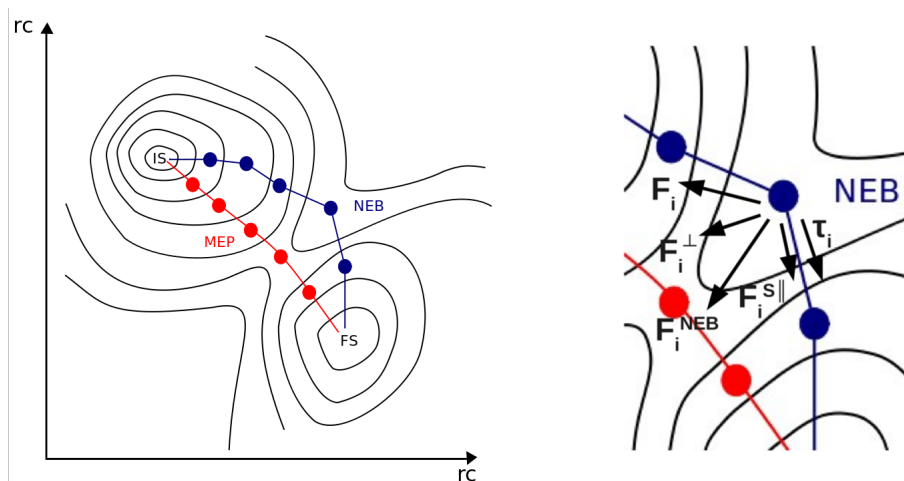 rc
IS
NEB
MEP
FS
rc
NEB
F_i
τ_i
F_i^⊥
F_i^{S||}
F_i^{NEB}